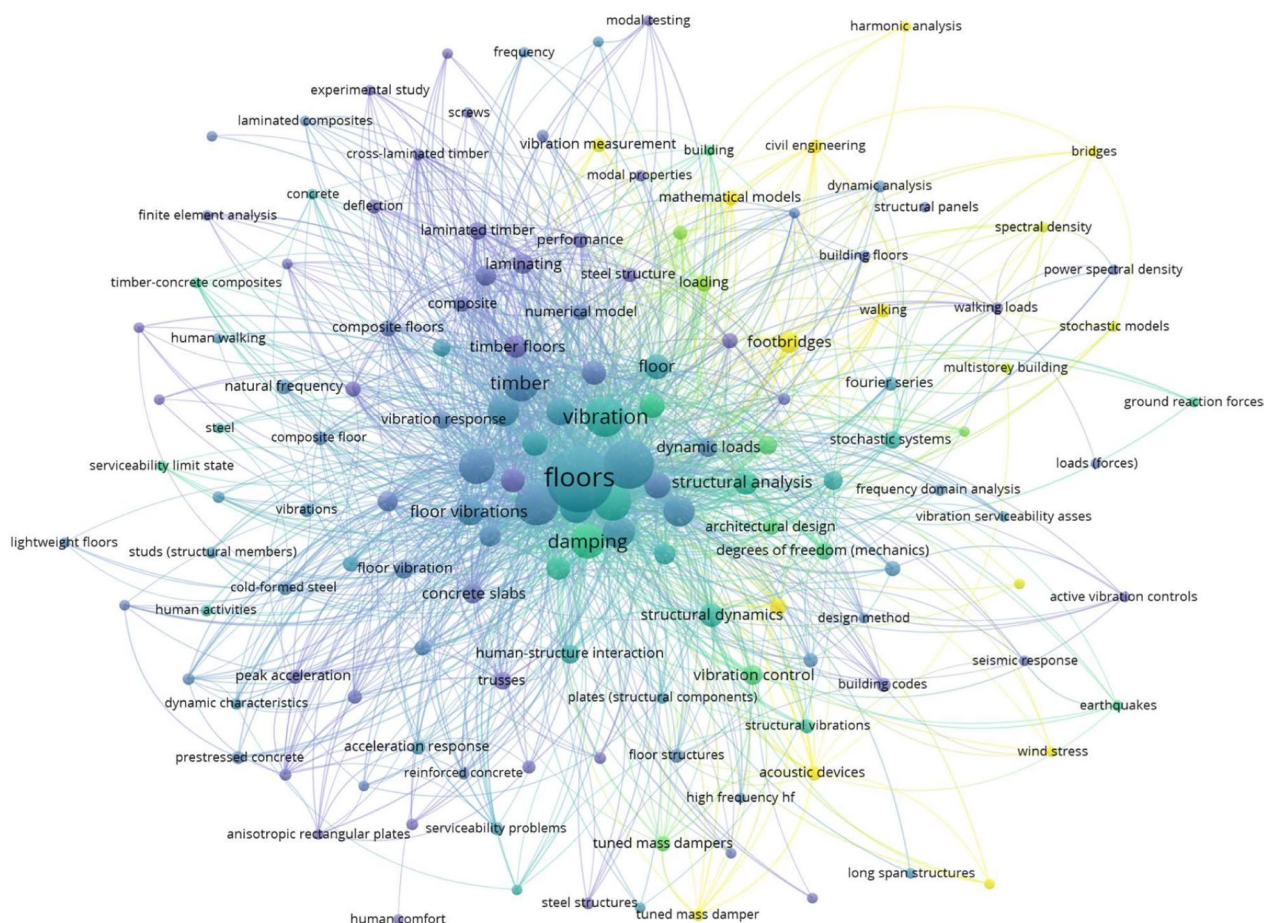 modal testing
harmonic analysis
frequency
experimental study
screws
laminated composites
vibration measurement
building
civil engineering
bridges
cross-laminated timber
modal properties
dynamic analysis
concrete
mathematical models
deflection
structural panels
finite element analysis
laminated timber
performance
spectral density
building floors
laminating
steel structure
power spectral density
timber-concrete composites
loading
composite
numerical model
walking
walking loads
composite floors
stochastic models
human walking
timber floors
footbridges
floor
multistorey building
natural frequency
timber
fourier series
ground reaction forces
vibration response
vibration
steel
composite floor
dynamic loads
stochastic systems
serviceability limit state
floors
structural analysis
loads (forces)
frequency domain analysis
vibrations
floor vibrations
vibration serviceability asses
architectural design
lightweight floors
damping
studs (structural members)
degrees of freedom (mechanics)
floor vibration
cold-formed steel
concrete slabs
active vibration controls
human activities
structural dynamics
design method
human-structure interaction
seismic response
peak acceleration
trusses
vibration control
building codes
dynamic characteristics
plates (structural components)
earthquakes
structural vibrations
acceleration response
wind stress
prestressed concrete
floor structures
reinforced concrete
acoustic devices
high frequency hf
anisotropic rectangular plates
serviceability problems
tuned mass dampers
long span structures
steel structures
tuned mass damper
human comfort